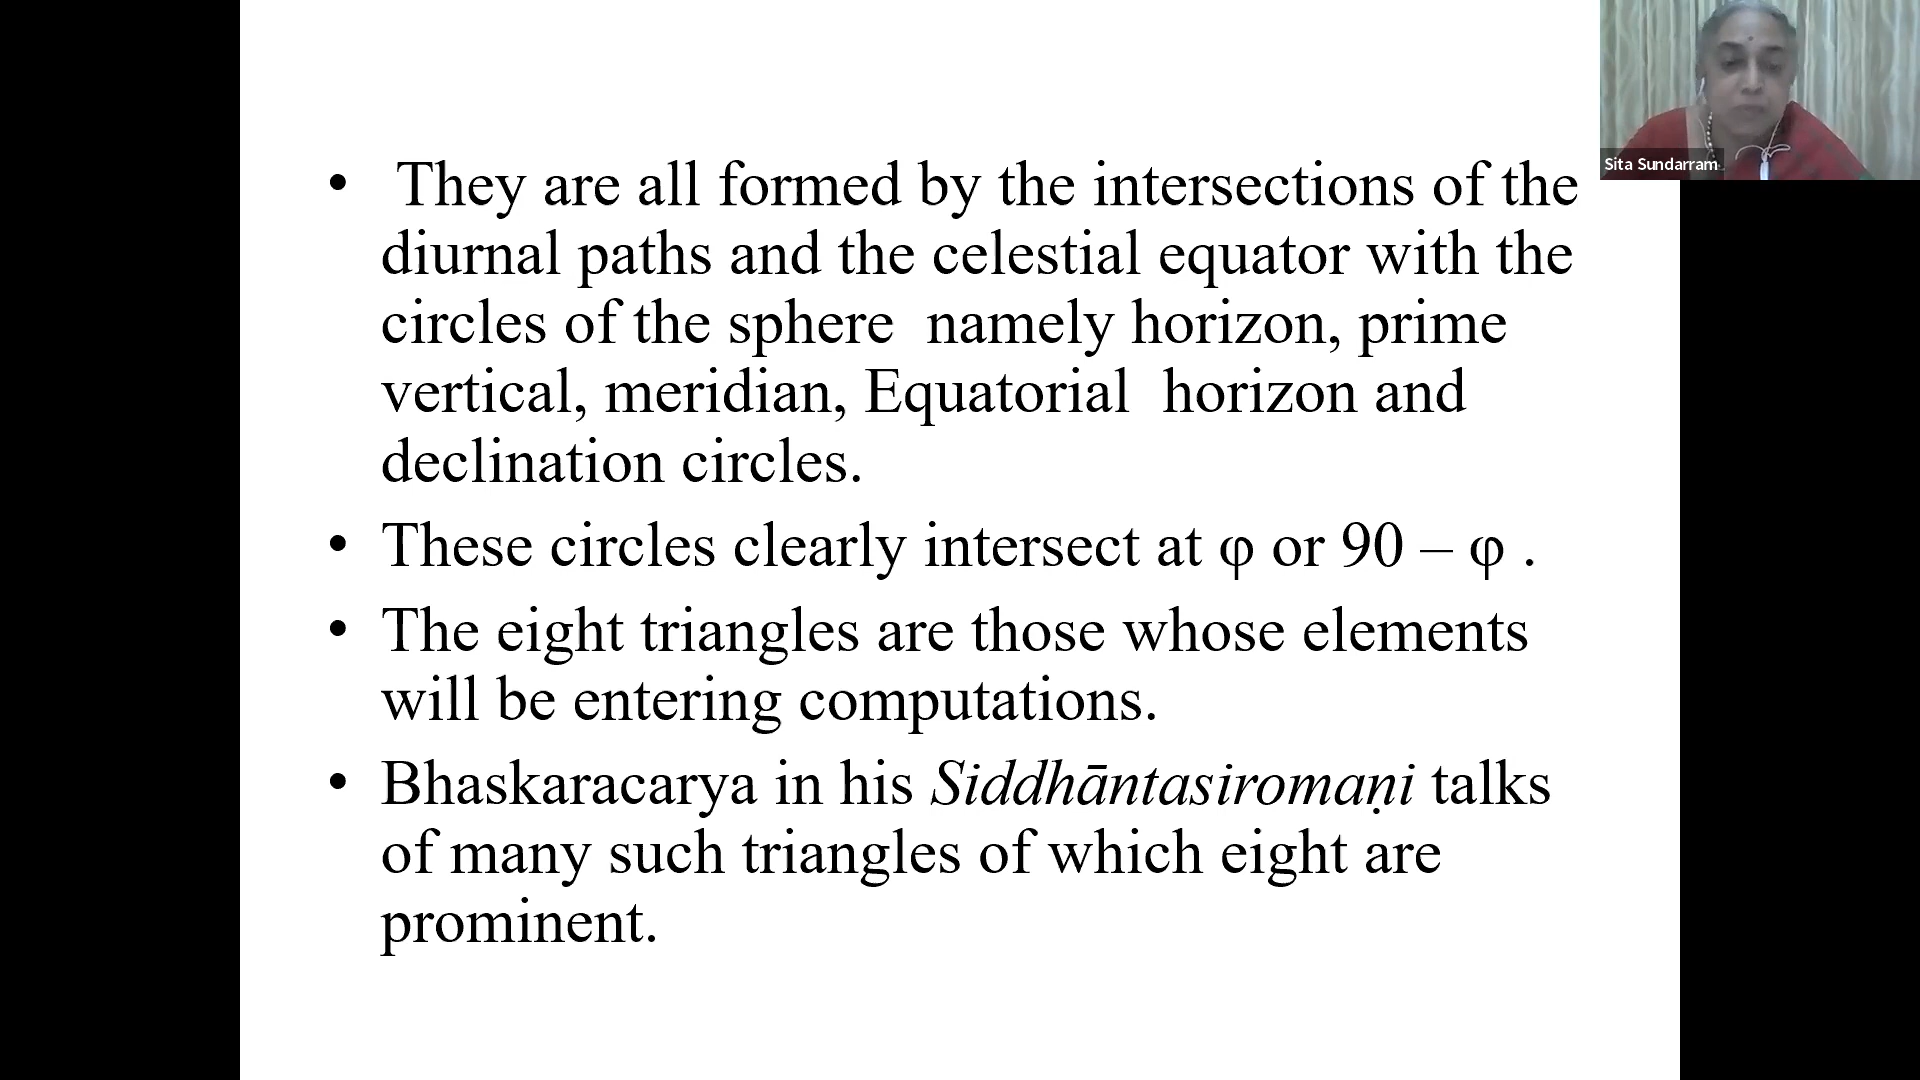 Sita Sundarram
• They are all formed by the intersections of the
diurnal paths and the celestial equator with the
circles of the sphere namely horizon, prime
vertical, meridian, Equatorial horizon and
declination circles.
• These circles clearly intersect at φ or 90 – φ .
• The eight triangles are those whose elements
will be entering computations.
• Bhaskaracarya in his Siddhāntasiromaṇi talks
of many such triangles of which eight are
prominent.